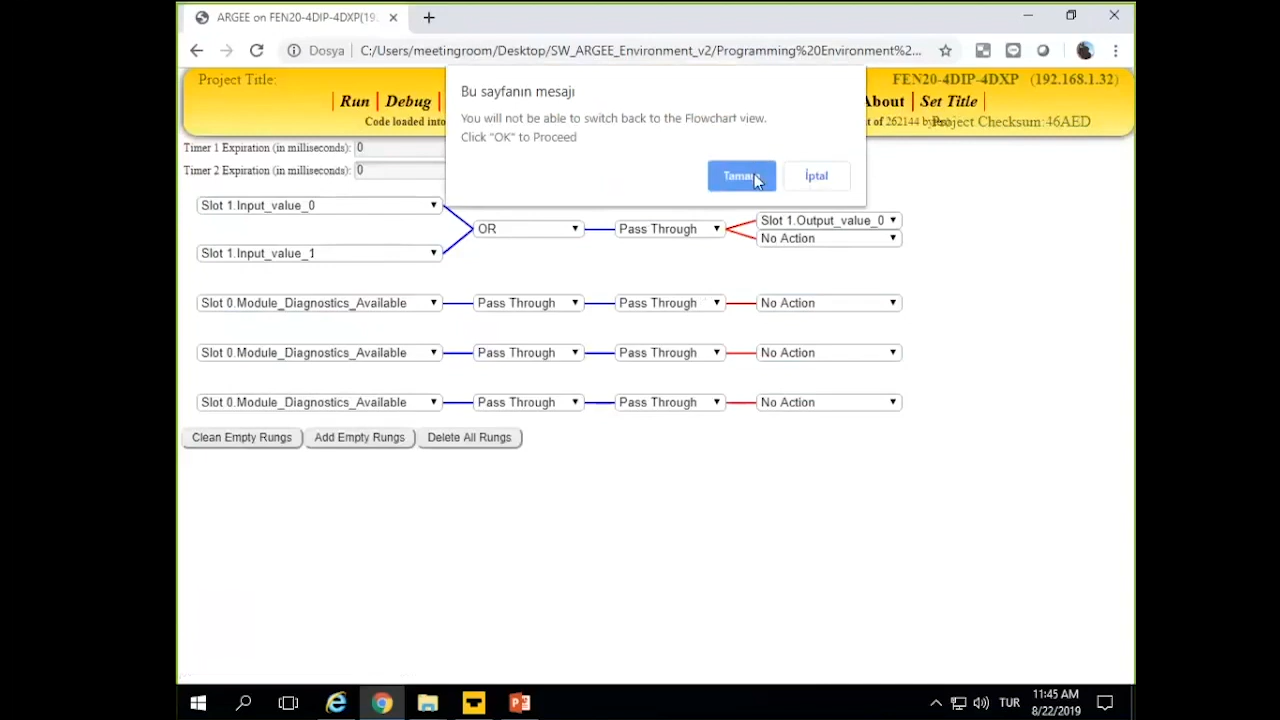 ARGEE on FEN20-4DIP-4DXP(19
Dosya
C:/Users/meetingroom/Desktop/SW_ARGEE_Environment_v2/Programming%20Environment%2...
Project Title:
FEN20-4DIP-4DXP (192.168.1.32)
Run
Debug
About
Set Title
Code loaded into
t of 262144
Project Checksum:46AED
Bu sayfanın mesajı
You will not be able to switch back to the Flowchart view.
Click "OK" to Proceed
Tamam
İptal
Timer 1 Expiration (in milliseconds): 0
Timer 2 Expiration (in milliseconds): 0
Slot 1.Input_value_0
Slot 1.Input_value_1
OR
Pass Through
Slot 1.Output_value_0
No Action
Slot 0.Module_Diagnostics_Available
Pass Through
Pass Through
No Action
Slot 0.Module_Diagnostics_Available
Pass Through
Pass Through
No Action
Slot 0.Module_Diagnostics_Available
Pass Through
Pass Through
No Action
Clean Empty Rungs
Add Empty Rungs
Delete All Rungs
TUR
11:45 AM
8/22/2019